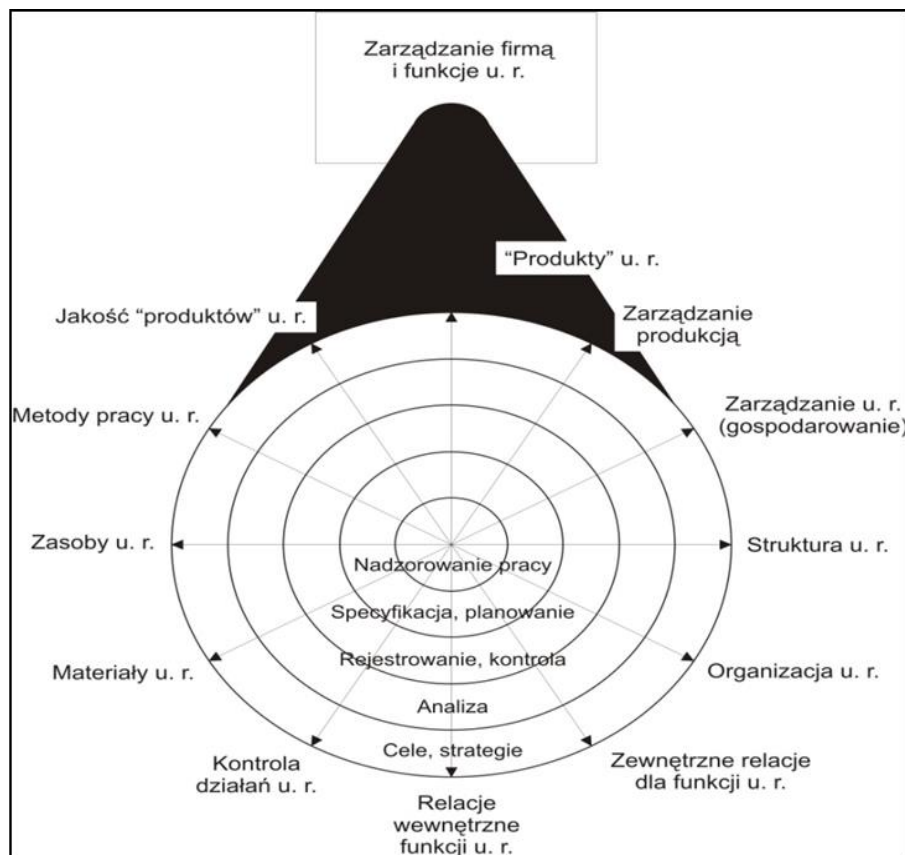 Zarządzanie firmą
i funkcje u. r.
“Produkty” u. r.
Jakość “produktów” u. r.
Zarządzanie
produkcją
Metody pracy u. r.
Zarządzanie u. r.
(gospodarowanie)
Zasoby u. r.
Struktura u. r.
Nadzorowanie pracy
Specyfikacja, planowanie
Rejestrowanie, kontrola
Materiały u. r.
Organizacja u. r.
Analiza
Cele, strategie
Kontrola
działań u. r.
Zewnętrzne relacje
dla funkcji u. r.
Relacje
wewnętrzne
funkcji u. r.